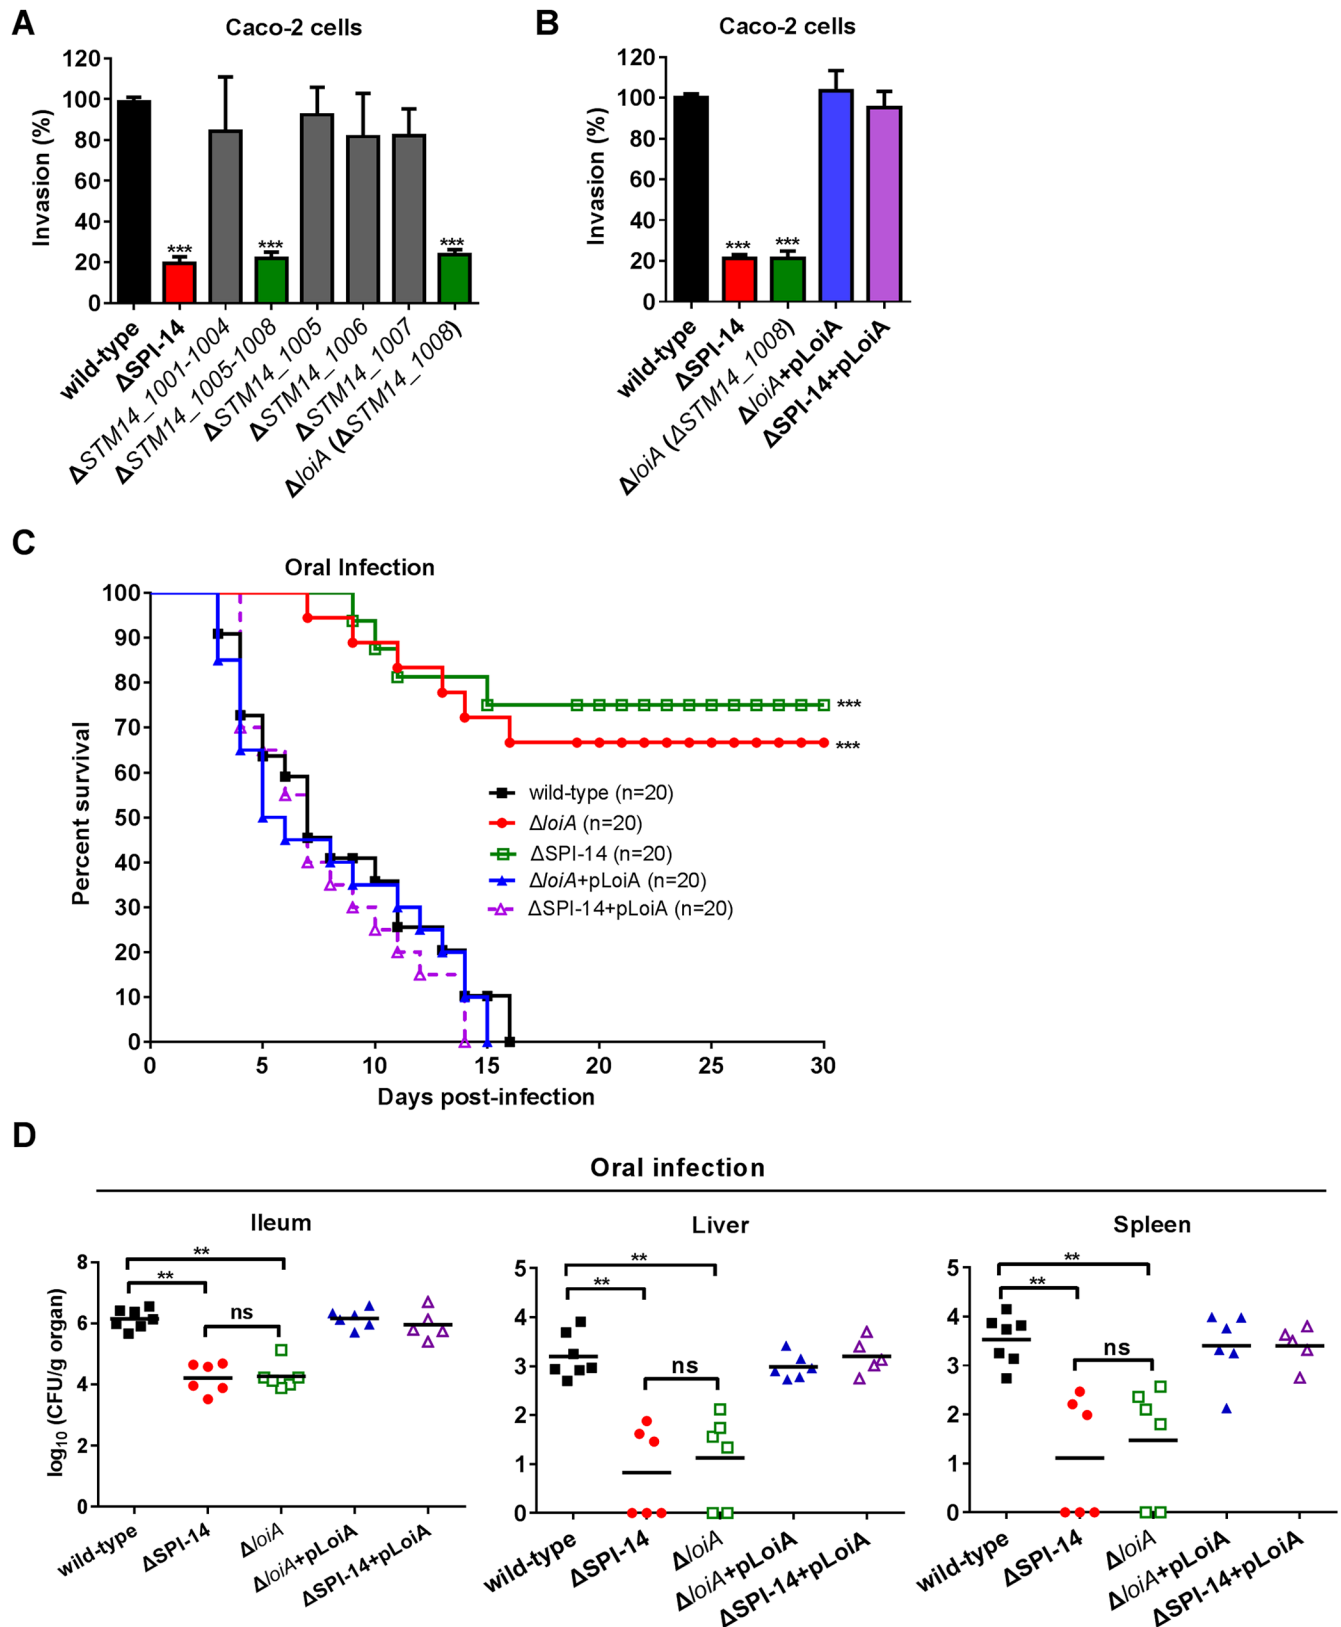 A
Caco-2 cells
Invasion (%)
120
100
80
60
40
20
0
***
***
***
wild-type
ΔSPI-14
ΔSTM14_1001-1004
ΔSTM14_1005-1008
ΔSTM14_1005
ΔSTM14_1006
ΔSTM14_1007
ΔloiA (ΔSTM14_1008)
B
Caco-2 cells
Invasion (%)
120
100
80
60
40
20
0
***
***
wild-type
ΔSPI-14
ΔloiA (ΔSTM14_1008)
ΔloiA+pLoiA
ΔSPI-14+pLoiA
C
Oral Infection
Percent survival
100
90
80
70
60
50
40
30
20
10
0
***
***
wild-type (n=20)
ΔloiA (n=20)
ΔSPI-14 (n=20)
ΔloiA+pLoiA (n=20)
ΔSPI-14+pLoiA (n=20)
0 5 10 15 20 25 30
Days post-infection
D
Oral infection
Ileum
log10 (CFU/g organ)
8
6
4
2
0
**
**
ns
wild-type
ΔSPI-14
ΔloiA
ΔloiA+pLoiA
ΔSPI-14+pLoiA
Liver
5
4
3
2
1
0
**
**
ns
wild-type
ΔSPI-14
ΔloiA
ΔloiA+pLoiA
ΔSPI-14+pLoiA
Spleen
5
4
3
2
1
0
**
**
ns
wild-type
ΔSPI-14
ΔloiA
ΔloiA+pLoiA
ΔSPI-14+pLoiA